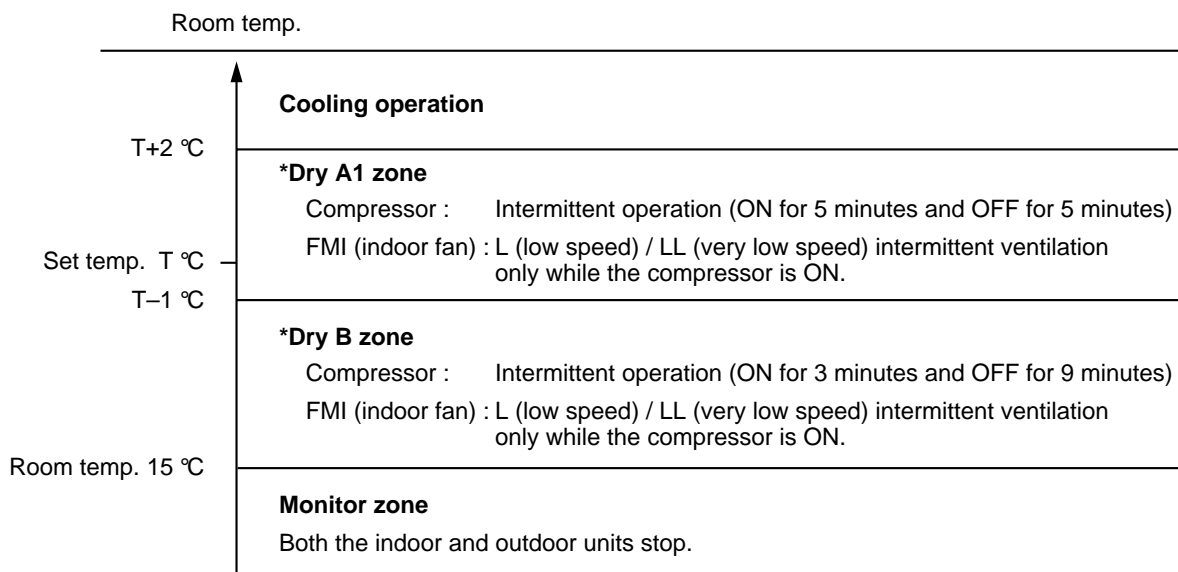 Room temp.
Cooling operation
T+2 °C
*Dry A1 zone
Compressor : Intermittent operation (ON for 5 minutes and OFF for 5 minutes)
FMI (indoor fan) : L (low speed) / LL (very low speed) intermittent ventilation
only while the compressor is ON.
Set temp. T °C
T–1 °C
*Dry B zone
Compressor : Intermittent operation (ON for 3 minutes and OFF for 9 minutes)
FMI (indoor fan) : L (low speed) / LL (very low speed) intermittent ventilation
only while the compressor is ON.
Room temp. 15 °C
Monitor zone
Both the indoor and outdoor units stop.